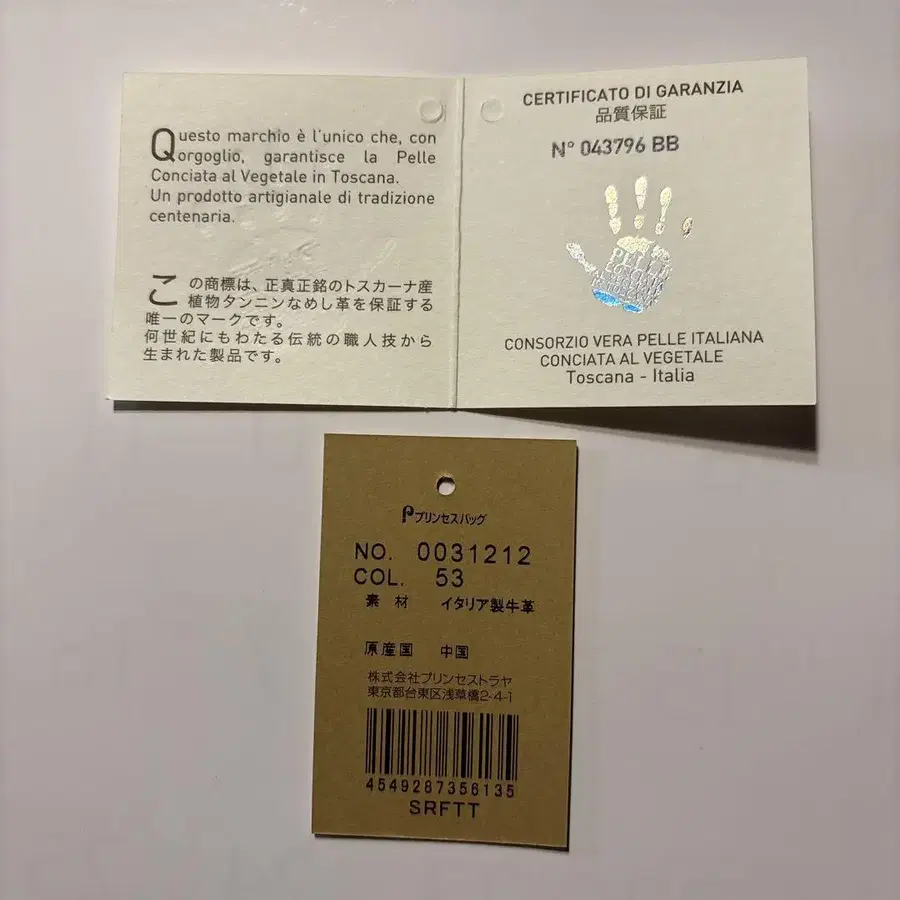 Questo marchio è l'unico che, con
orgoglio, garantisce la Pelle
Conciata al Vegetale in Toscana.
Un prodotto artigianale di tradizione
centenaria.
この商標は、正真正銘のトスカーナ産
植物タンニンなめし革を保証する
唯一のマークです。
何世紀にもわたる伝統の職人技から
生まれた製品です。
CERTIFICATO DI GARANZIA
品質保証
N° 043796 BB
CONSORZIO VERA PELLE ITALIANA
CONCIATA AL VEGETALE
Toscana - Italia
プリンセスバッグ
NO. 0031212
COL. 53
素材 イタリア製牛革
原産国 中国
株式会社プリンセストラヤ
東京都台東区浅草橋2-4-1
4549287356135
SRFTT